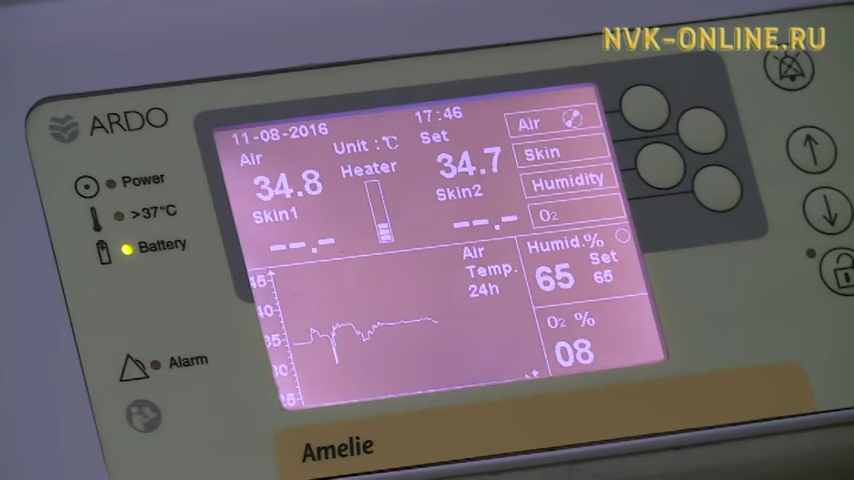 NVK-ONLINE.RU
ARDO
Power
>37°C
Battery
Alarm
11-08-2016
17:46
Air
Unit : °C
Set
34.8
Heater
34.7
Skin1
Skin2
--.-
--.-
Air
Skin
Humidity
O₂
Air
Temp.
24h
45
40
35
30
25
Humid.%
Set
65
65
O₂ %
08
Amelie